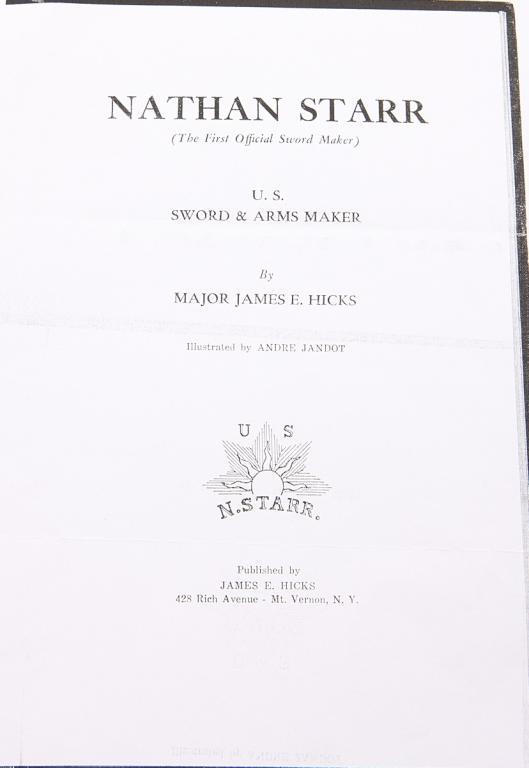 NATHAN STARR
(The First Official Sword Maker)
U. S.
SWORD & ARMS MAKER
By
MAJOR JAMES E. HICKS
Illustrated by ANDRE JANDOT
U S
N. STARR.
Published by
JAMES E. HICKS
428 Rich Avenue - Mt. Vernon, N. Y.